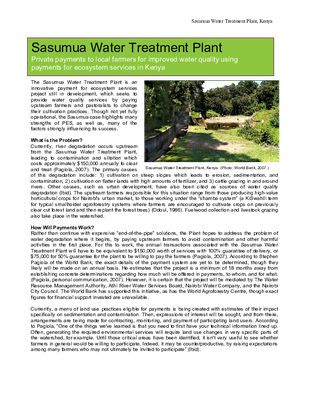 Sasumua Water Treatment Plant, Kenya
Sasumua Water Treatment Plant
Private payments to local farmers for improved water quality using
payments for ecosystem services in Kenya
The Sasumua Water Treatment Plant is an
innovative payment for ecosystem services
project still in development, which seeks to
provide water quality services by paying
upstream farmers and pastoralists to change
their cultivation practices. Though not yet fully
operational, the Sasumua case highlights many
strengths of PES, as well as, many of the
factors strongly influencing its success.
What is the Problem?
Currently, river degradation occurs upstream
from the Sasumua Water Treatment Plant,
leading to contamination and siltation which
costs approximately $150,000 annually to clear
and treat (Pagiola, 2007). The primary causes
Sasumua Water Treatment Plant, Kenya (Photo: World Bank, 2007.)
of this degradation include: 1) cultivation on steep slopes which leads to erosion, sedimentation, and
contamination, 2) cultivation on flatter lands with high amounts of fertilizer, and 3) cattle grazing in and around
rivers. Other causes, such as urban development, have also been cited as sources of water quality
degradation (Ibid). The upstream farmers responsible for this situation range from those producing high-value
horticultural crops for Nairobi's urban market, to those working under the "shamba system" (a KiSwahili term
for typical smallholder agroforestry systems where farmers are encouraged to cultivate crops on previously
clear cut forest land and then replant the forest trees) (Oduol, 1986). Fuelwood collection and livestock grazing
also take place in the watershed.
How Will Payments Work?
Rather than continue with expensive "end-of-the-pipe" solutions, the Plant hopes to address the problem of
water degradation where it begins, by paying upstream farmers to avoid contamination and other harmful
activities in the first place. For this to work, the annual transactions associated with the Sasumua Water
Treatment Plant will have to be equivalent to $150,000 worth of services with 100% guarantee of delivery, or
$75,000 for 50% guarantee for the plant to be willing to pay the farmers (Pagiola, 2007). According to Stephen
Pagiola of the World Bank, the exact details of the payment system are yet to be determined, though they
likely will be made on an annual basis. He estimates that the project is a minimum of 18 months away from
establishing concrete determinations regarding how much will be offered in payments, to whom, and for what
(Pagiola, personal communication, 2007). However, it is certain that the project will be mediated by The Water
Resource Management Authority, Athi River Water Services Board, Nairobi Water Company, and the Nairobi
City Council. The World Bank has supported this initiative, as has the World Agroforestry Centre, though exact
figures for financial support invested are unavailable.
Currently, a menu of land use practices eligible for payments is being created with estimates of their impact
specifically on sedimentation and contamination. Then, expressions of interest will be sought, and from there,
arrangements are being made for contracting, monitoring, and payment of participating land users. According
to Pagiola, "One of the things we've learned is that you need to first have your technical information lined up.
Often, generating the required environmental services will require land use changes in very specific parts of
the watershed, for example. Until those critical areas have been identified, it isn't very useful to see whether
farmers in general would be willing to participate. Indeed, it may be counterproductive, by raising expectations
among many farmers who may not ultimately be invited to participate" (Ibid).